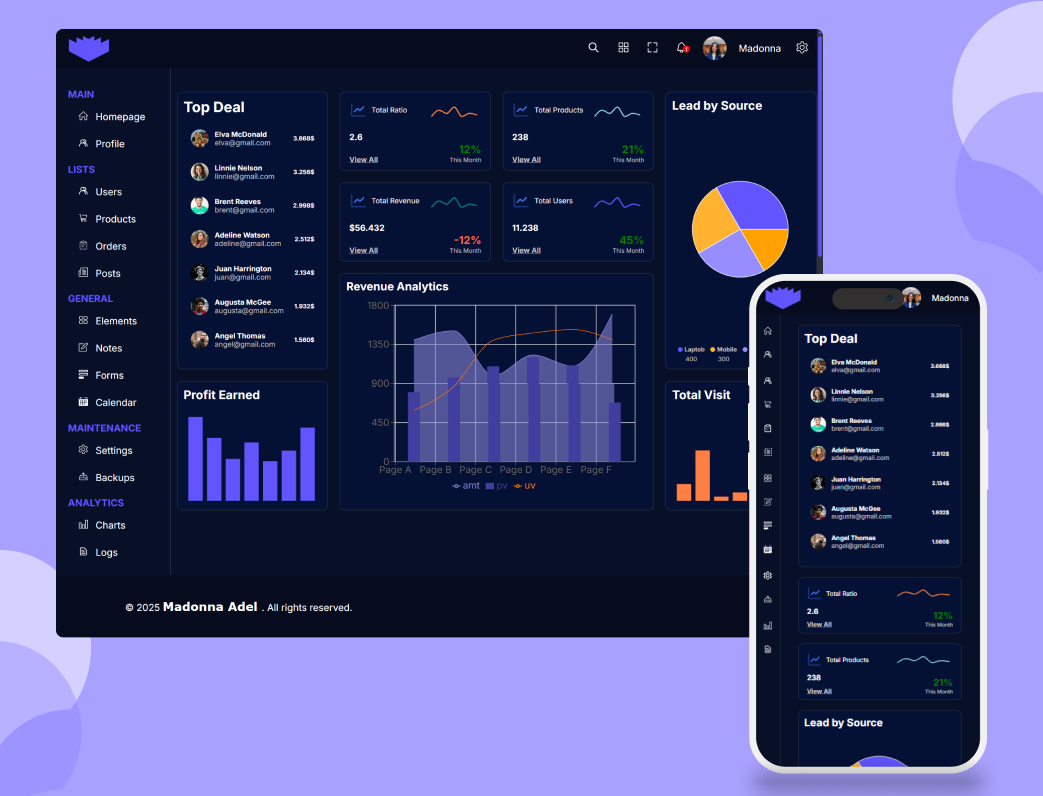 1
Madonna
MAIN
Homepage
Profile
LISTS
Users
Products
Orders
Posts
GENERAL
Elements
Notes
Forms
Calendar
MAINTENANCE
Settings
Backups
ANALYTICS
Charts
Logs
Top Deal
Elva McDonald
elva@gmail.com
3.668$
Linnie Nelson
linnie@gmail.com
3.256$
Brent Reeves
brent@gmail.com
2.998$
Adeline Watson
adeline@gmail.com
2.512$
Juan Harrington
juan@gmail.com
2.134$
Augusta McGee
augusta@gmail.com
1.932$
Angel Thomas
angel@gmail.com
1.560$
Total Ratio
2.6
12%
View All
This Month
Total Products
238
21%
View All
This Month
Total Revenue
$56.432
-12%
View All
This Month
Total Users
11.238
45%
View All
This Month
Lead by Source
Laptob
400
Mobile
300
Profit Earned
Revenue Analytics
1800
1350
900
450
0
Page A Page B Page C Page D Page E Page F
amt pv uv
Total Visit
© 2025 Madonna Adel . All rights reserved.
Madonna
Top Deal
Elva McDonald
elva@gmail.com
3.668$
Linnie Nelson
linnie@gmail.com
3.256$
Brent Reeves
brent@gmail.com
2.998$
Adeline Watson
adeline@gmail.com
2.512$
Juan Harrington
juan@gmail.com
2.134$
Augusta McGee
augusta@gmail.com
1.932$
Angel Thomas
angel@gmail.com
1.560$
Total Ratio
2.6
12%
View All
This Month
Total Products
238
21%
View All
This Month
Lead by Source